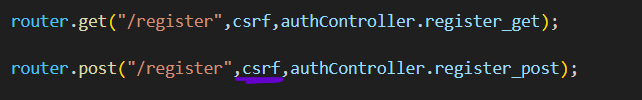 router.get("/register",csrf,authController.register_get);
router.post("/register",csrf,authController.register_post);